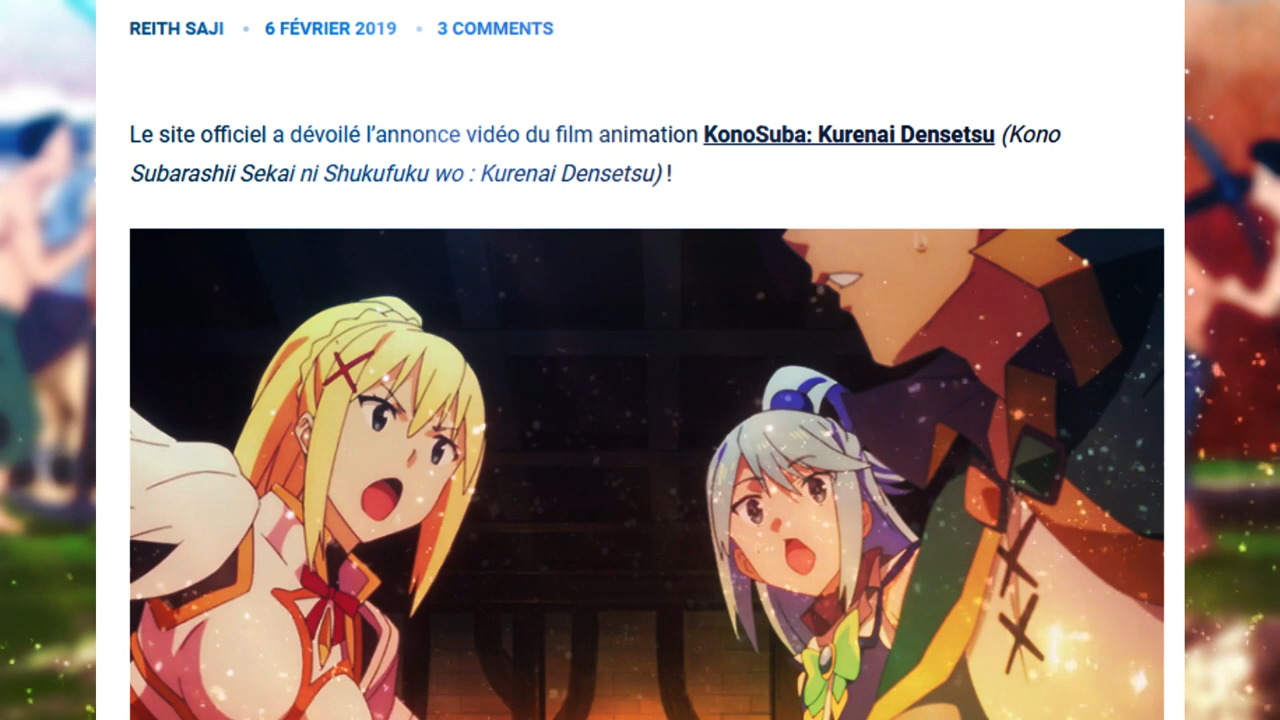 REITH SAJI • 6 FÉVRIER 2019 • 3 COMMENTS
Le site officiel a dévoilé l’annonce vidéo du film animation KonoSuba: Kurenai Densetsu (Kono
Subarashii Sekai ni Shukufuku wo : Kurenai Densetsu) !